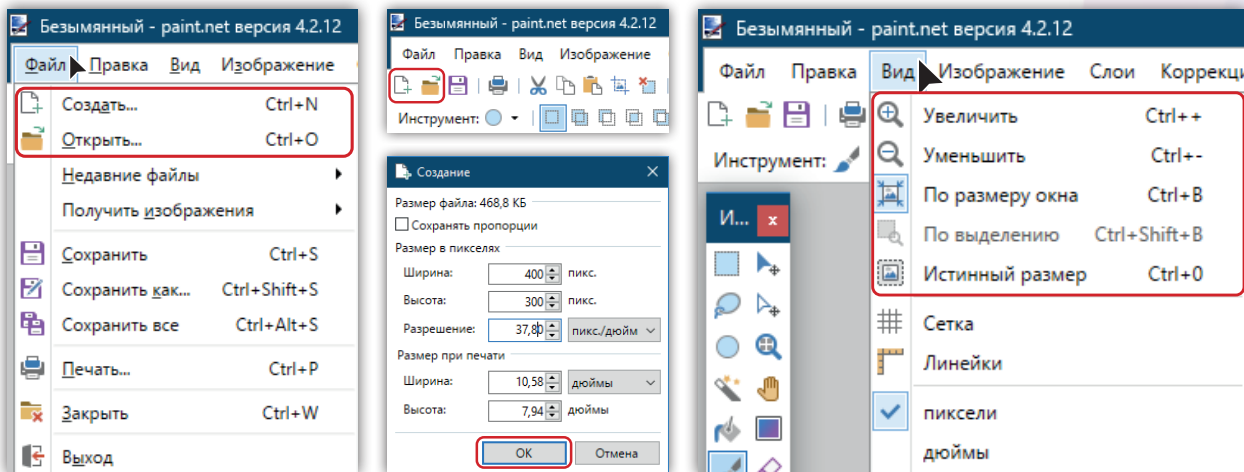 Безымянный - paint.net версия 4.2.12
Файл Правка Вид Изображение
Создать... Ctrl+N
Открыть... Ctrl+O
Недавние файлы
Получить изображения
Сохранить Ctrl+S
Сохранить как... Ctrl+Shift+S
Сохранить все Ctrl+Alt+S
Печать... Ctrl+P
Закрыть Ctrl+W
Выход
Безымянный - paint.net версия 4.2.12
Файл Правка Вид Изображение
Инструмент:
Создание
Размер файла: 468,8 КБ
Сохранять пропорции
Размер в пикселях
Ширина: 400 пикс.
Высота: 300 пикс.
Разрешение: 37,80 пикс./дюйм
Размер при печати
Ширина: 10,58 дюймы
Высота: 7,94 дюймы
OK Отмена
Безымянный - paint.net версия 4.2.12
Файл Правка Вид Изображение Слои Коррекци
Инструмент:
И...
Увеличить Ctrl++
Уменьшить Ctrl+-
По размеру окна Ctrl+B
По выделению Ctrl+Shift+B
Истинный размер Ctrl+0
Сетка
Линейки
пиксели
дюймы